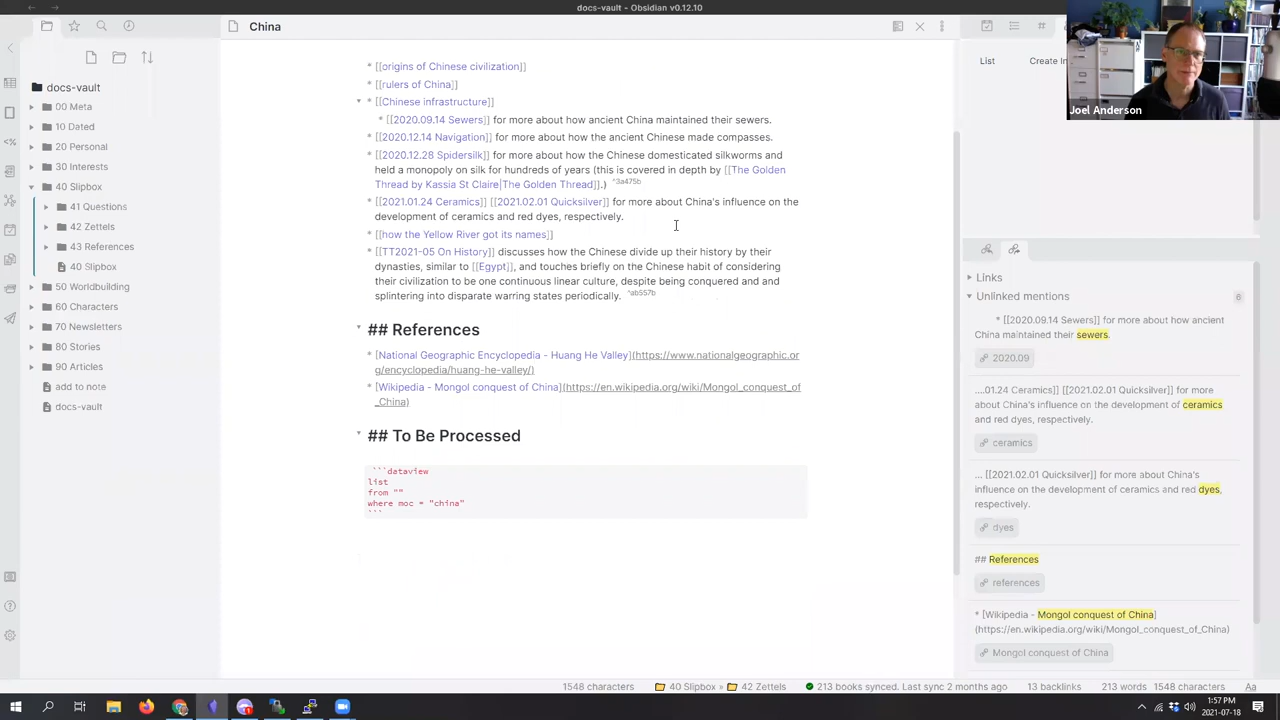 docs-vault - Obsidian v0.12.10
China
docs-vault
00 Meta
10 Dated
20 Personal
30 Interests
40 Slipbox
41 Questions
42 Zettels
43 References
40 Slipbox
50 Worldbuilding
60 Characters
70 Newsletters
80 Stories
90 Articles
add to note
docs-vault
* [[origins of Chinese civilization]]
* [[rulers of China]]
* [[Chinese infrastructure]]
* [[2020.09.14 Sewers]] for more about how ancient China maintained their sewers.
* [[2020.12.14 Navigation]] for more about how the ancient Chinese made compasses.
* [[2020.12.28 Spidersilk]] for more about how the Chinese domesticated silkworms and
held a monopoly on silk for hundreds of years (this is covered in depth by [[The Golden
Thread by Kassia St Claire|The Golden Thread]].) ^3a475b
* [[2021.01.24 Ceramics]] [[2021.02.01 Quicksilver]] for more about China's influence on the
development of ceramics and red dyes, respectively.
* [[how the Yellow River got its names]]
* [[TT2021-05 On History]] discusses how the Chinese divide up their history by their
dynasties, similar to [[Egypt]], and touches briefly on the Chinese habit of considering
their civilization to be one continuous linear culture, despite being conquered and and
splintering into disparate warring states periodically. ^ab557b
## References
* [National Geographic Encyclopedia - Huang He Valley](https://www.nationalgeographic.or
g/encyclopedia/huang-he-valley/)
* [Wikipedia - Mongol conquest of China](https://en.wikipedia.org/wiki/Mongol_conquest_of
_China)
## To Be Processed
```dataview
list
from ""
where moc = "china"
```
List
Create In
Joel Anderson
Links
Unlinked mentions
6
* [[2020.09.14 Sewers]] for more about how ancient
China maintained their sewers.
2020.09
....01.24 Ceramics]] [[2021.02.01 Quicksilver]] for more
about China's influence on the development of ceramics
and red dyes, respectively.
ceramics
... [[2021.02.01 Quicksilver]] for more about China's
influence on the development of ceramics and red dyes,
respectively.
dyes
## References
references
* [Wikipedia - Mongol conquest of China]
(https://en.wikipedia.org/wiki/Mongol_conquest_of_China)
Mongol conquest of China
1548 characters
40 Slipbox » 42 Zettels
213 books synced. Last sync 2 months ago
13 backlinks
213 words
1548 characters
Aa
1:57 PM
2021-07-18